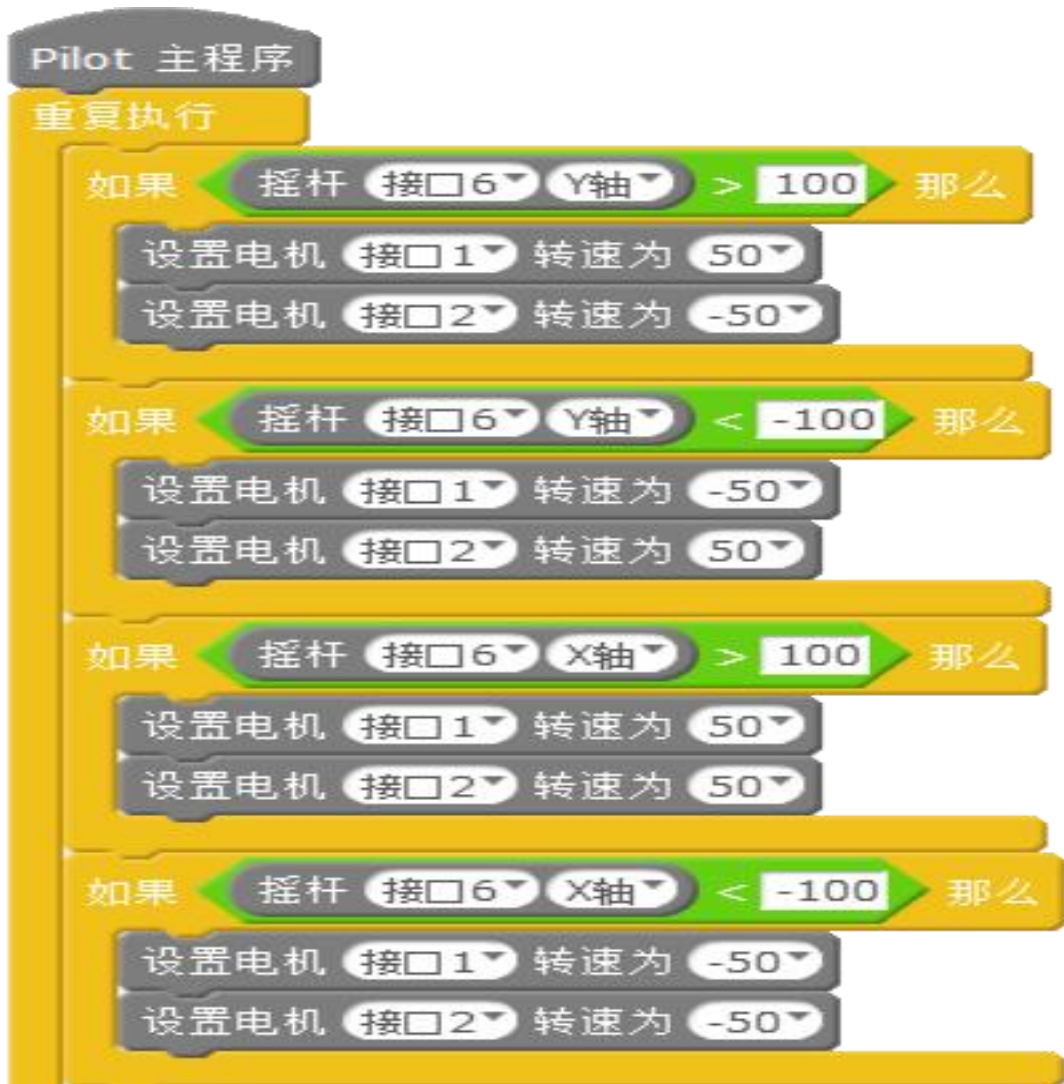 Pilot 主程序
重复执行
如果 摇杆 接口6 Y轴 > 100 那么
设置电机 接口1 转速为 50
设置电机 接口2 转速为 -50
如果 摇杆 接口6 Y轴 < -100 那么
设置电机 接口1 转速为 -50
设置电机 接口2 转速为 50
如果 摇杆 接口6 X轴 > 100 那么
设置电机 接口1 转速为 50
设置电机 接口2 转速为 50
如果 摇杆 接口6 X轴 < -100 那么
设置电机 接口1 转速为 -50
设置电机 接口2 转速为 -50